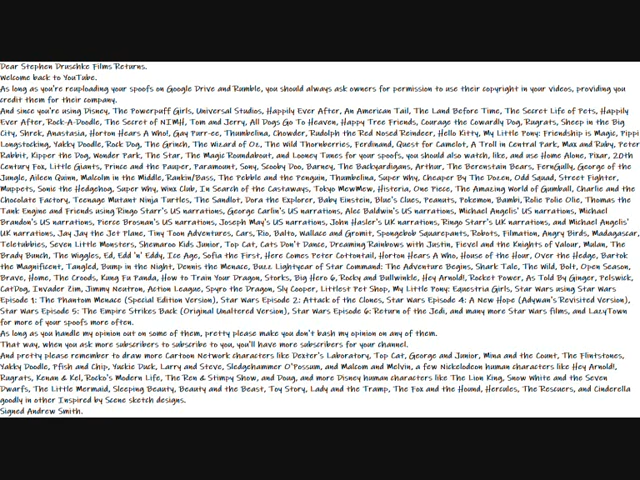 Dear Stephen Druschke Films Returns.
Welcome back to YouTube.
As long as you're reuploading your spoofs on Google Drive and Rumble, you should always ask owners for permission to use their copyright in your videos, providing you
credit them for their company.
And since you're using Disney, The Powerpuff Girls, Universal Studios, Happily Ever After, An American Tail, The Land Before Time, The Secret Life of Pets, Happily
Ever After, Rock-A-Doodle, The Secret of NIMH, Tom and Jerry, All Dogs Go To Heaven, Happy Tree Friends, Courage the Cowardly Dog, Rugrats, Sheep in the Big
City, Shrek, Anastasia, Horton Hears A Who!, Gay Purr-ee, Thumbelina, Chowder, Rudolph the Red Nosed Reindeer, Hello Kitty, My Little Pony: Friendship is Magic, Pippi
Longstocking, Yakky Doodle, Rock Dog, The Grinch, The Wizard of Oz, The Wild Thornberries, Ferdinand, Quest for Camelot, A Troll in Central Park, Max and Ruby, Peter
Rabbit, Kipper the Dog, Wonder Park, The Star, The Magic Roundabout, and Looney Tunes for your spoofs, you should also watch, like, and use Home Alone, Pixar, 20th
Century Fox, Little Giants, Prince and the Pauper, Paramount, Sony, Scooby Doo, Barney, The Backyardigans, Arthur, The Berenstain Bears, FernGully, George of the
Jungle, Aileen Quinn, Malcolm in the Middle, Rankin/Bass, The Pebble and the Penguin, Thumbelina, Super Why, Cheaper By The Dozen, Odd Squad, Street Fighter,
Muppets, Sonic the Hedgehog, Super Why, Winx Club, In Search of the Castaways, Tokyo MewMew, Histeria, One Piece, The Amazing World of Gumball, Charlie and the
Chocolate Factory, Teenage Mutant Ninja Turtles, The Sandlot, Dora the Explorer, Baby Einstein, Blue's Clues, Peanuts, Pokemon, Bambi, Rolie Polie Olie, Thomas the
Tank Engine and Friends using Ringo Starr's US narrations, George Carlin's US narrations, Alec Baldwin's US narrations, Michael Angelis' US narrations, Michael
Brandon's US narrations, Pierce Brosnan's US narrations, Joseph May's US narrations, John Hasler's UK narrations, Ringo Starr's UK narrations, and Michael Angelis'
UK narrations, Jay Jay the Jet Plane, Tiny Toon Adventures, Cars, Rio, Balto, Wallace and Gromit, Spongebob Squarepants, Robots, Filmation, Angry Birds, Madagascar,
Teletubbies, Seven Little Monsters, Shemaroo Kids Junior, Top Cat, Cats Don't Dance, Dreaming Rainbows with Justin, Fievel and the Knights of Valour, Mulan, The
Brady Bunch, The Wiggles, Ed, Edd 'n' Eddy, Ice Age, Sofia the First, Here Comes Peter Cottontail, Horton Hears A Who, House of the Hour, Over the Hedge, Bartok
the Magnificent, Tangled, Bump in the Night, Dennis the Menace, Buzz Lightyear of Star Command: The Adventure Begins, Shark Tale, The Wild, Bolt, Open Season,
Brave, Home, The Croods, Kung Fu Panda, How to Train Your Dragon, Storks, Big Hero 6, Rocky and Bullwinkle, Hey Arnold!, Rocket Power, As Told By Ginger, Pelswick,
CatDog, Invader Zim, Jimmy Neutron, Action League, Spyro the Dragon, Sly Cooper, Littlest Pet Shop, My Little Pony: Equestria Girls, Star Wars using Star Wars
Episode 1: The Phantom Menace (Special Edition Version), Star Wars Episode 2: Attack of the Clones, Star Wars Episode 4: A New Hope (Adywan's Revisited Version),
Star Wars Episode 5: The Empire Strikes Back (Original Unaltered Version), Star Wars Episode 6: Return of the Jedi, and many more Star Wars films, and LazyTown
for more of your spoofs more often.
As long as you handle my opinion out on some of them, pretty please make you don't bash my opinion on any of them.
That way, when you ask more subscribers to subscribe to you, you'll have more subscribers for your channel.
And pretty please remember to draw more Cartoon Network characters like Dexter's Laboratory, Top Cat, George and Junior, Mina and the Count, The Flintstones,
Yakky Doodle, Pfish and Chip, Yuckie Duck, Larry and Steve, Sledgehammer O'Possum, and Malcom and Melvin, a few Nickelodeon human characters like Hey Arnold!,
Rugrats, Kenan & Kel, Rocko's Modern Life, The Ren & Stimpy Show, and Doug, and more Disney human characters like The Lion King, Snow White and the Seven
Dwarfs, The Little Mermaid, Sleeping Beauty, Beauty and the Beast, Toy Story, Lady and the Tramp, The Fox and the Hound, Hercules, The Rescuers, and Cinderella
goodly in other Inspired by Scene sketch designs.
Signed Andrew Smith.